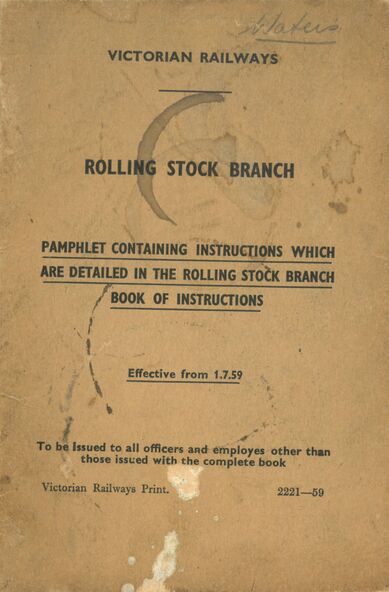 VICTORIAN RAILWAYS
ROLLING STOCK BRANCH
PAMPHLET CONTAINING INSTRUCTIONS WHICH
ARE DETAILED IN THE ROLLING STOCK BRANCH
BOOK OF INSTRUCTIONS
Effective from 1.7.59
To be Issued to all officers and employes other than
those issued with the complete book
Victorian Railways Print. 2221—59